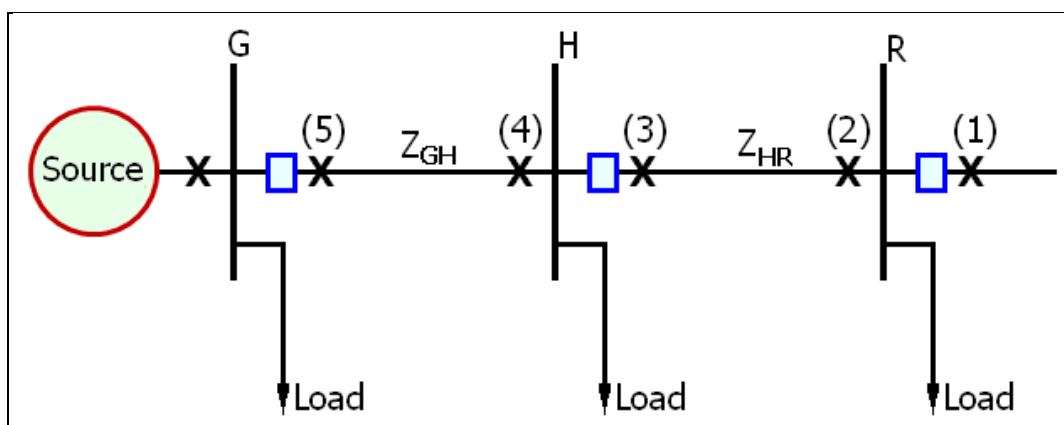 G
H
R
(5)
(4)
(3)
(2)
(1)
Source
X
Z_GH
X
X
X
Z_HR
X
X
Load
Load
Load